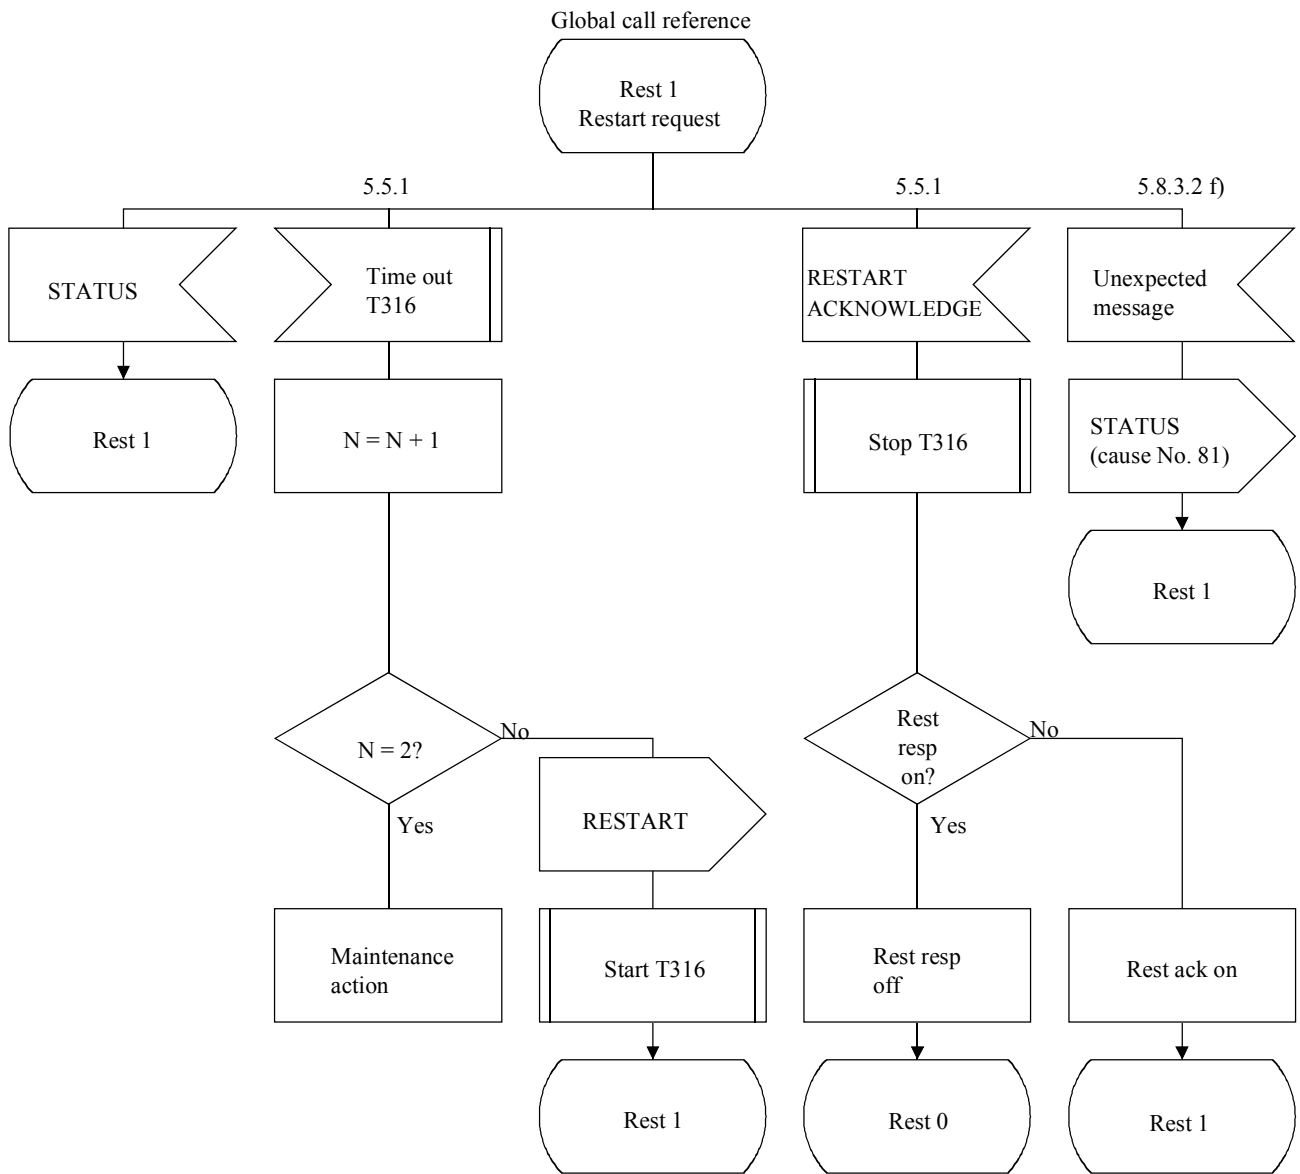 Global call reference
Rest 1
Restart request
5.5.1
5.5.1
5.8.3.2 f)
STATUS
Time out
T316
RESTART
ACKNOWLEDGE
Unexpected
message
Rest 1
N = N + 1
Stop T316
STATUS
(cause No. 81)
Rest 1
N = 2?
No
Rest
resp
on?
No
Yes
RESTART
Yes
Maintenance
action
Start T316
Rest resp
off
Rest ack on
Rest 1
Rest 0
Rest 1